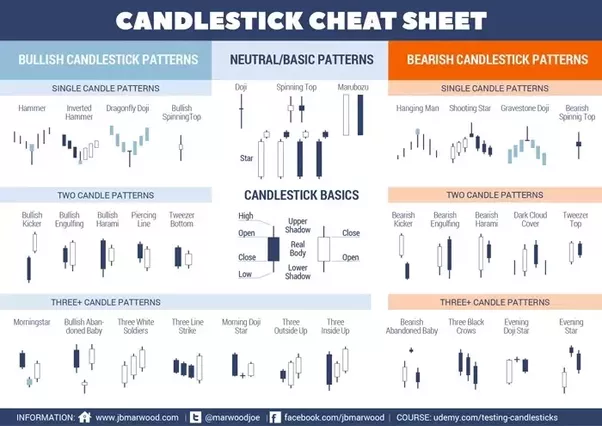 CANDLESTICK CHEAT SHEET
BULLISH CANDLESTICK PATTERNS
SINGLE CANDLE PATTERNS
Hammer
Inverted
Hammer
Dragonfly Doji
Bullish
SpinningTop
TWO CANDLE PATTERNS
Bullish
Kicker
Bullish
Engulfing
Bullish
Harami
Piercing
Line
Tweezer
Bottom
NEUTRAL/BASIC PATTERNS
Doji
Spinning Top
Marubozu
Star
CANDLESTICK BASICS
High
Open
Close
Low
Upper
Shadow
Real
Body
Lower
Shadow
Close
Open
BEARISH CANDLESTICK PATTERNS
SINGLE CANDLE PATTERNS
Hanging Man
Shooting Star
Gravestone Doji
Bearish
Spinning Top
TWO CANDLE PATTERNS
Bearish
Kicker
Bearish
Engulfing
Bearish
Harami
Dark Cloud
Cover
Tweezer
Top
THREE+ CANDLE PATTERNS
Morningstar
Bullish Aban-
doned Baby
Three White
Soldiers
Three Line
Strike
Morning Doji
Star
Three
Outside Up
Three
Inside Up
THREE+ CANDLE PATTERNS
Bearish
Abandoned Baby
Three Black
Crows
Evening
Doji Star
Evening
Star
INFORMATION: www.jbmarwood.com | @marwoodjoe | facebook.com/jbmarwood | COURSE: udemy.com/testing-candlesticks